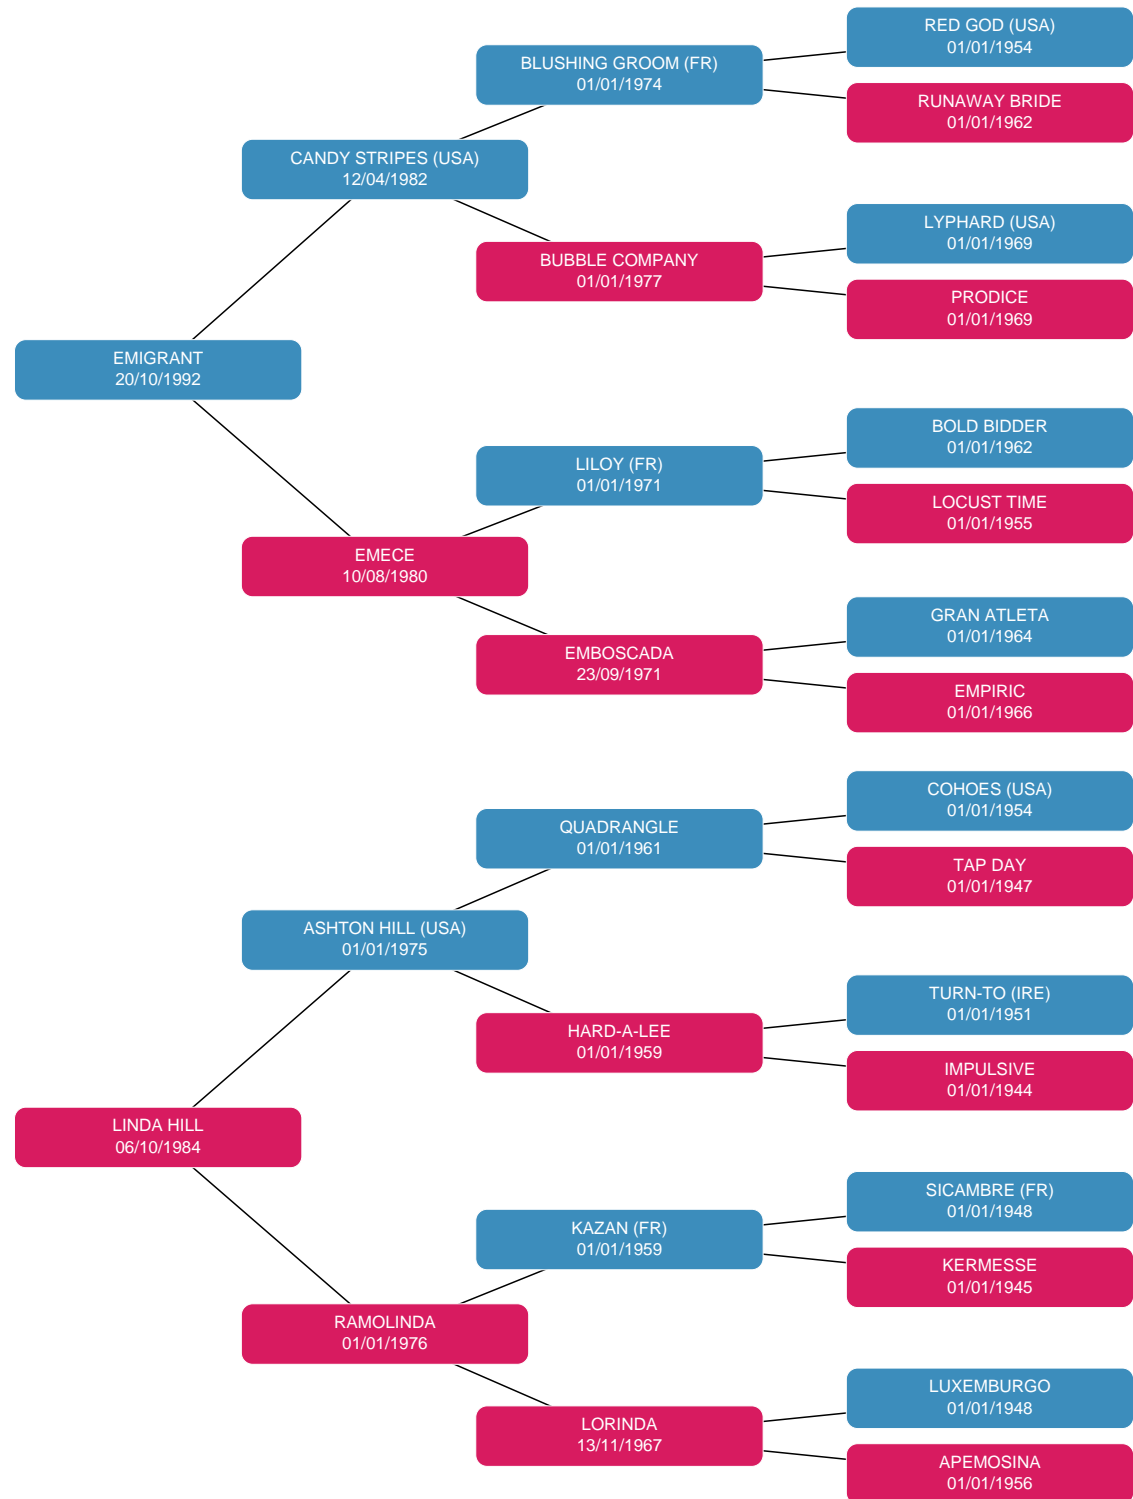 RED GOD (USA)
01/01/1954
BLUSHING GROOM (FR)
01/01/1974
RUNAWAY BRIDE
01/01/1962
CANDY STRIPES (USA)
12/04/1982
LYPHARD (USA)
01/01/1969
BUBBLE COMPANY
01/01/1977
PRODICE
01/01/1969
EMIGRANT
20/10/1992
BOLD BIDDER
01/01/1962
LILOY (FR)
01/01/1971
LOCUST TIME
01/01/1955
EMECE
10/08/1980
GRAN ATLETA
01/01/1964
EMBOSCADA
23/09/1971
EMPIRIC
01/01/1966
COHOES (USA)
01/01/1954
QUADRANGLE
01/01/1961
TAP DAY
01/01/1947
ASHTON HILL (USA)
01/01/1975
TURN-TO (IRE)
01/01/1951
HARD-A-LEE
01/01/1959
IMPULSIVE
01/01/1944
LINDA HILL
06/10/1984
SICAMBRE (FR)
01/01/1948
KAZAN (FR)
01/01/1959
KERMESSE
01/01/1945
RAMOLINDA
01/01/1976
LUXEMBURGO
01/01/1948
LORINDA
13/11/1967
APEMOSINA
01/01/1956